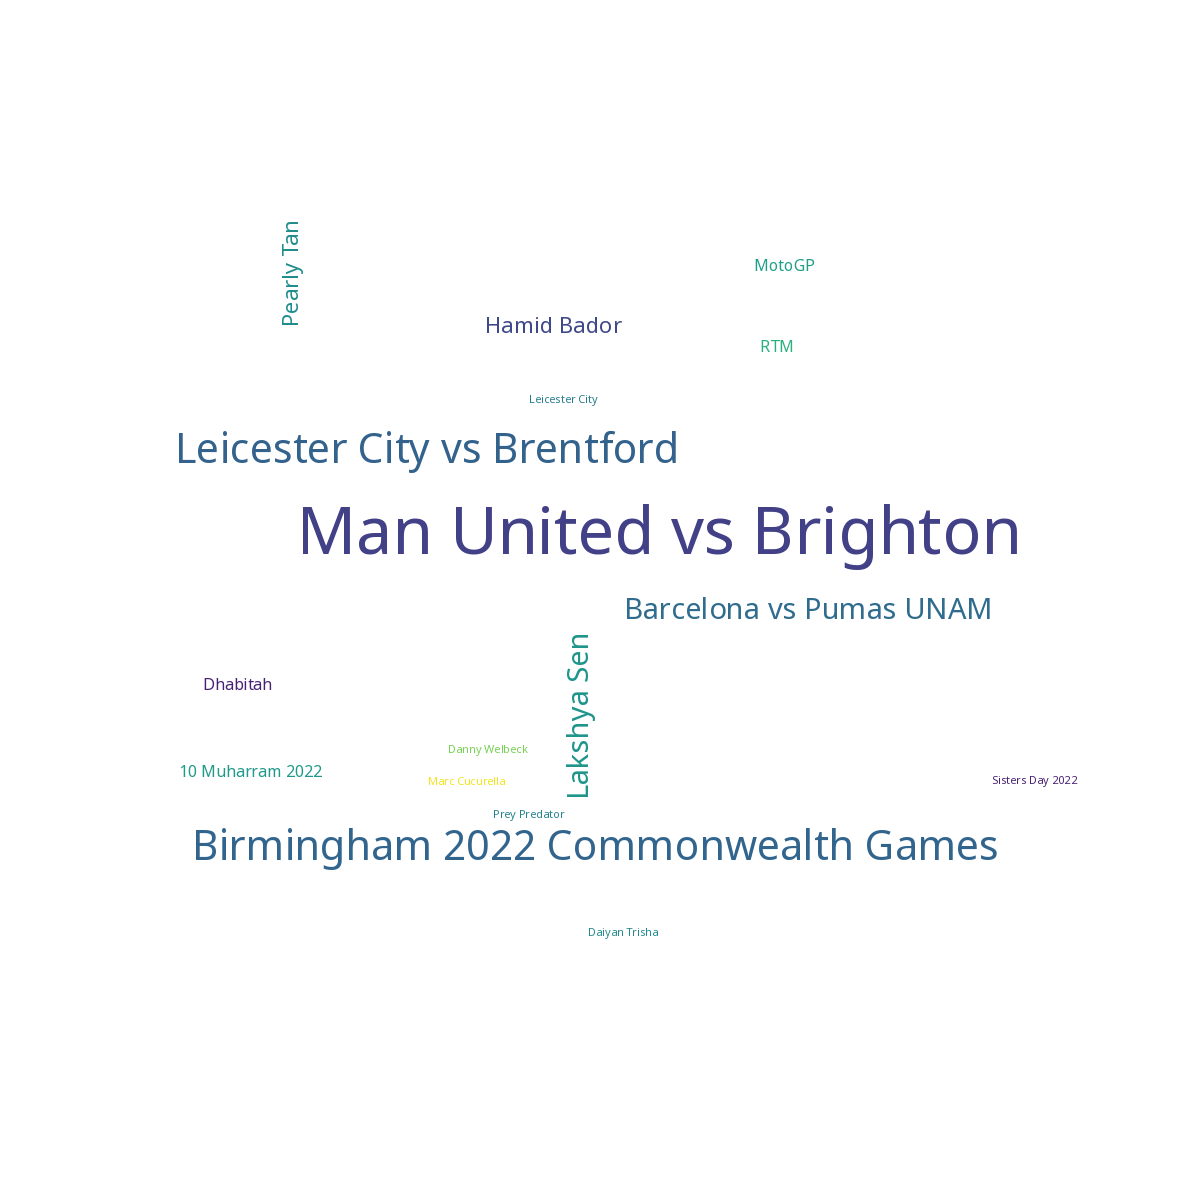 Pearly Tan
MotoGP
Hamid Bador
RTM
Leicester City
Leicester City vs Brentford
Man United vs Brighton
Barcelona vs Pumas UNAM
Lakshya Sen
Dhabitah
Danny Welbeck
10 Muharram 2022
Marc Cucurella
Sisters Day 2022
Prey Predator
Birmingham 2022 Commonwealth Games
Daiyan Trisha